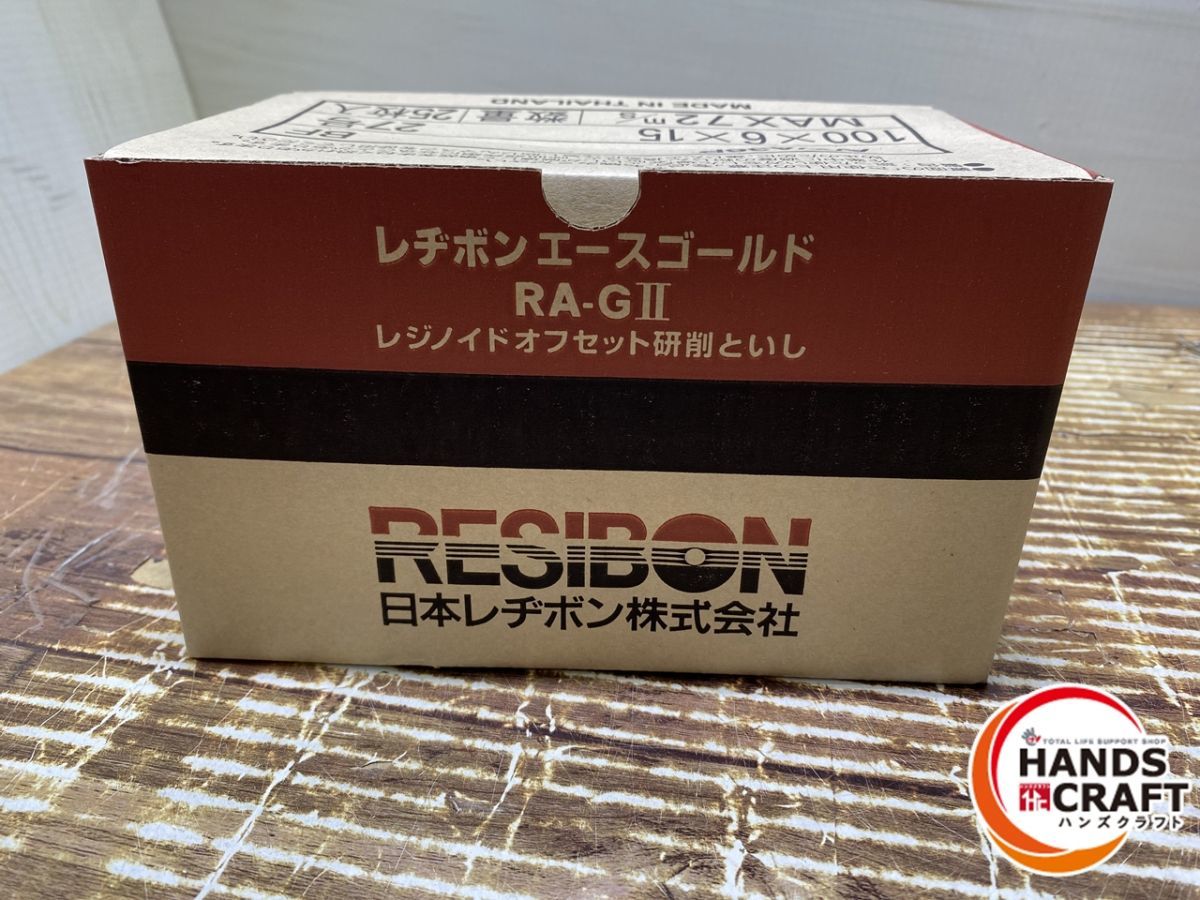 MADE IN THAILAND
MAX72m/s 数量 25枚入
100×6×15 27号 BF
レヂボン エースゴールド
RA-GⅡ
レジノイドオフセット研削といし
RESIBON
日本レヂボン株式会社
TOTAL LIFE SUPPORT SHOP
HANDS
CRAFT
ハンズクラフト